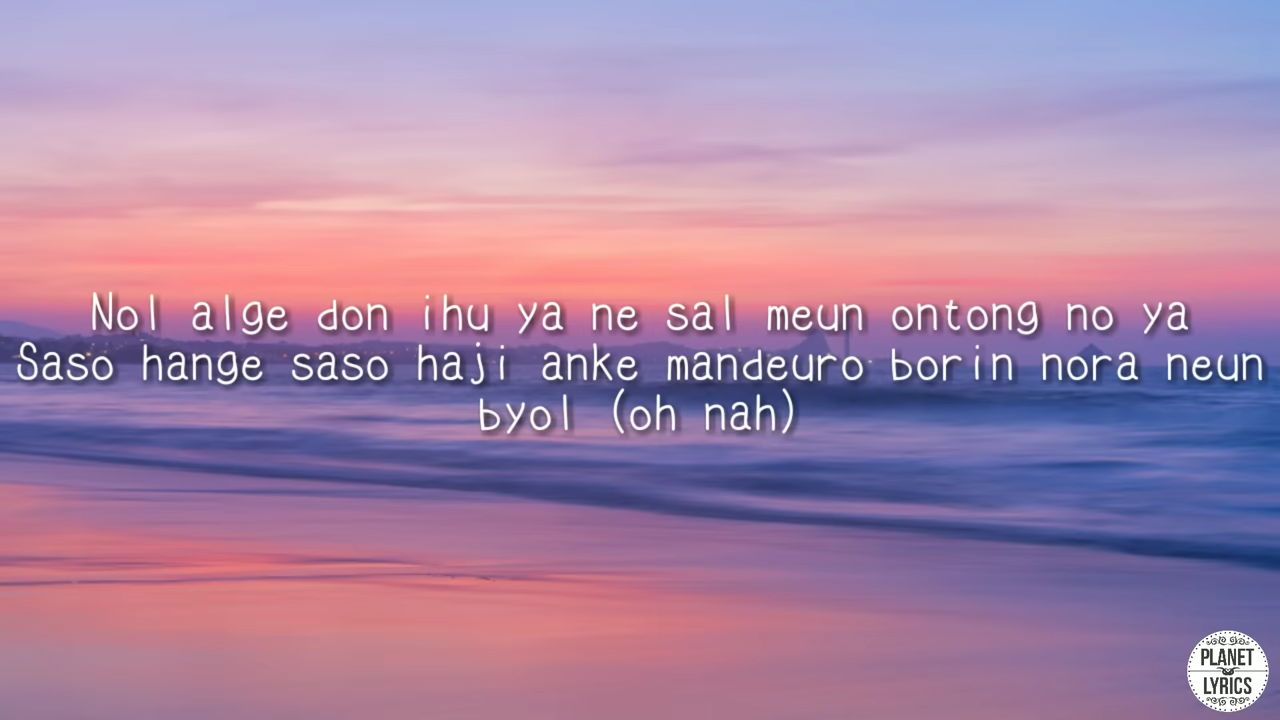 Nol alge don ihu ya ne sal meun ontong no ya
Saso hange saso haji anke mandeuro borin nora neun
byol (oh nah)
PLANET
LYRICS